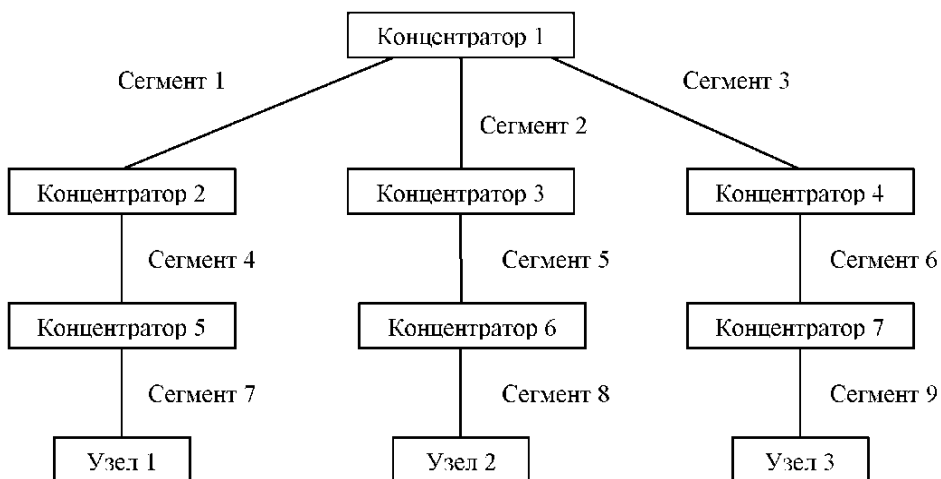 Концентратор 1
Сегмент 1
Сегмент 3
Сегмент 2
Концентратор 2
Концентратор 3
Концентратор 4
Сегмент 4
Сегмент 5
Сегмент 6
Концентратор 5
Концентратор 6
Концентратор 7
Сегмент 7
Сегмент 8
Сегмент 9
Узел 1
Узел 2
Узел 3